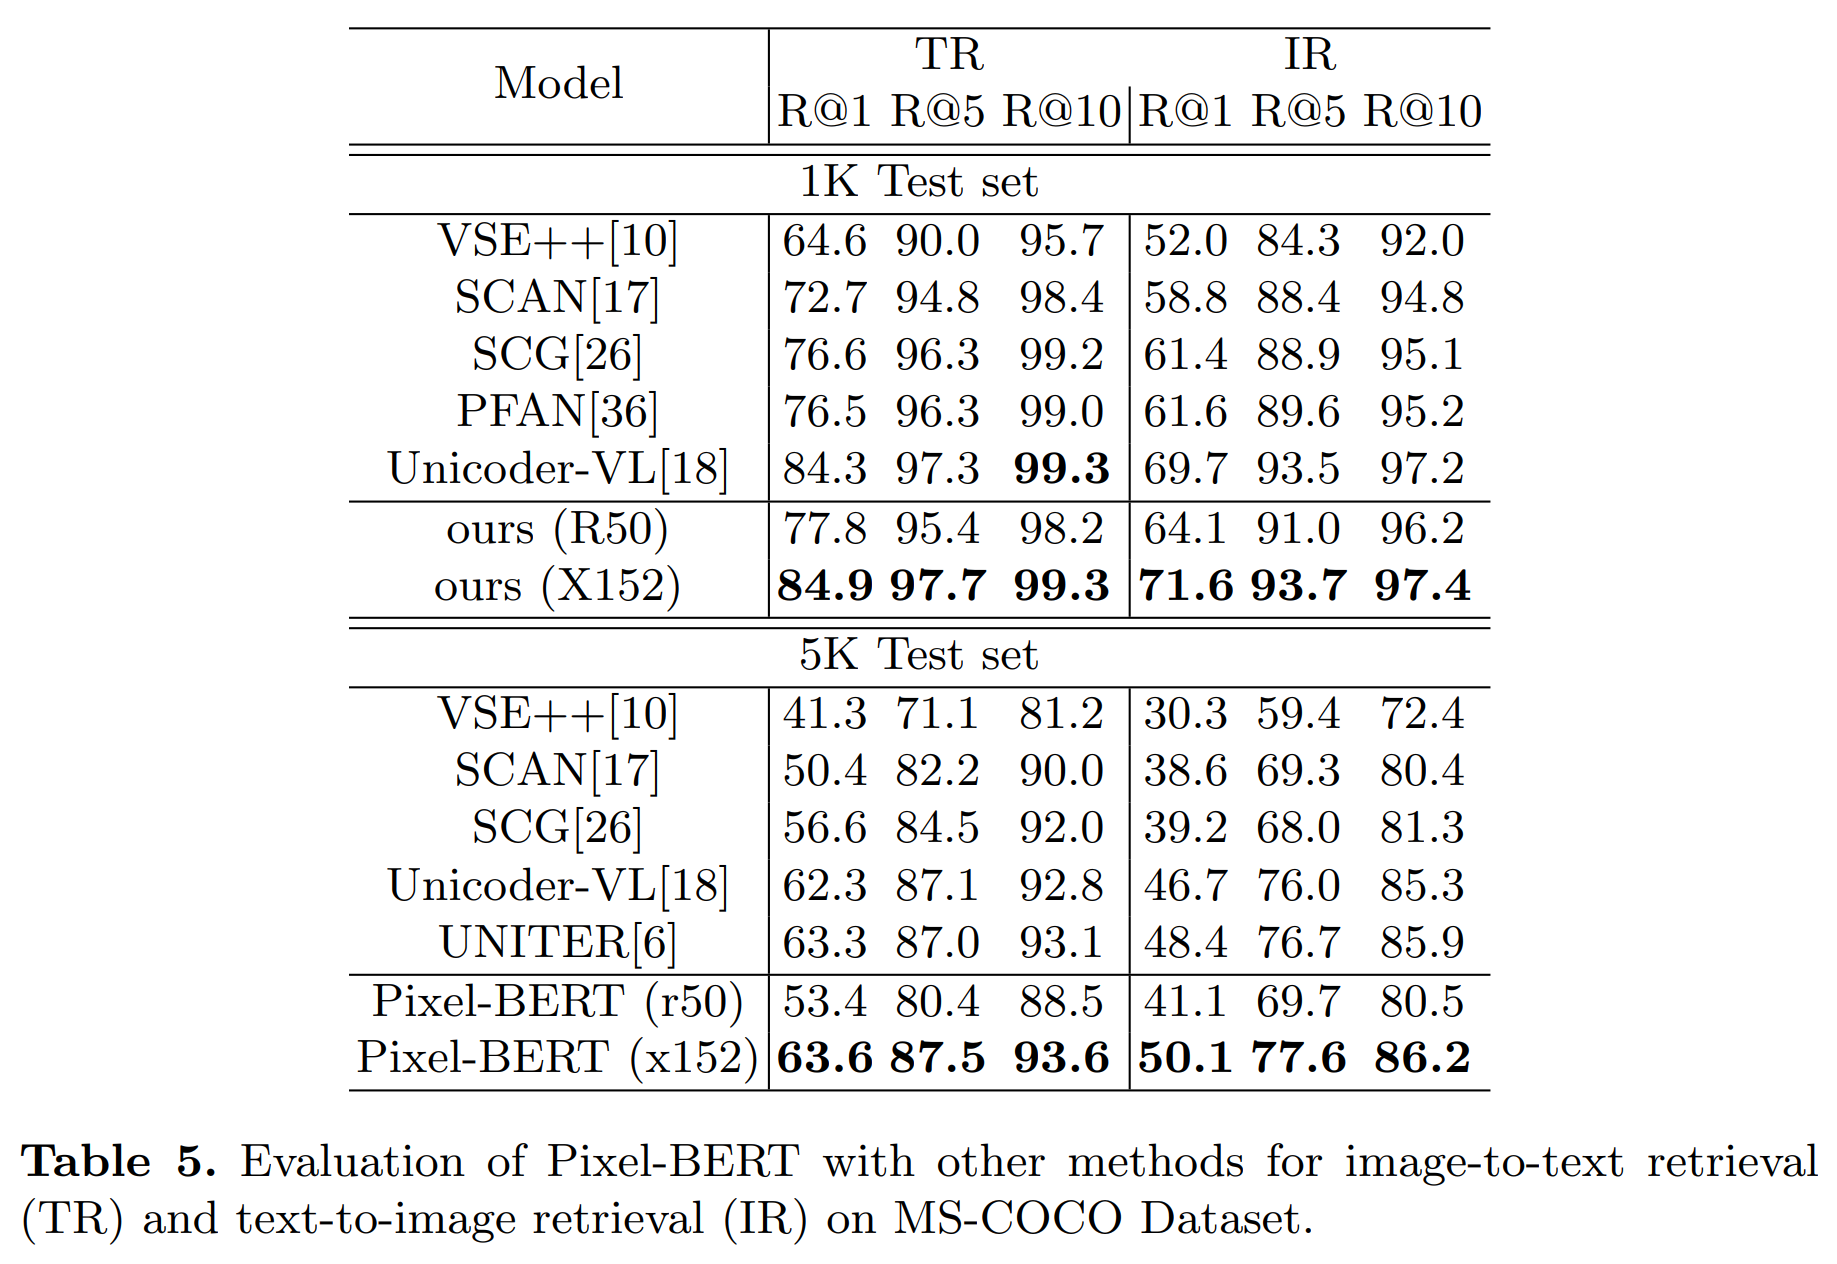 Model TR IR
R@1 R@5 R@10 R@1 R@5 R@10
1K Test set
VSE++[10] 64.6 90.0 95.7 52.0 84.3 92.0
SCAN[17] 72.7 94.8 98.4 58.8 88.4 94.8
SCG[26] 76.6 96.3 99.2 61.4 88.9 95.1
PFAN[36] 76.5 96.3 99.0 61.6 89.6 95.2
Unicoder-VL[18] 84.3 97.3 99.3 69.7 93.5 97.2
ours (R50) 77.8 95.4 98.2 64.1 91.0 96.2
ours (X152) 84.9 97.7 99.3 71.6 93.7 97.4
5K Test set
VSE++[10] 41.3 71.1 81.2 30.3 59.4 72.4
SCAN[17] 50.4 82.2 90.0 38.6 69.3 80.4
SCG[26] 56.6 84.5 92.0 39.2 68.0 81.3
Unicoder-VL[18] 62.3 87.1 92.8 46.7 76.0 85.3
UNITER[6] 63.3 87.0 93.1 48.4 76.7 85.9
Pixel-BERT (r50) 53.4 80.4 88.5 41.1 69.7 80.5
Pixel-BERT (x152) 63.6 87.5 93.6 50.1 77.6 86.2
Table 5. Evaluation of Pixel-BERT with other methods for image-to-text retrieval
(TR) and text-to-image retrieval (IR) on MS-COCO Dataset.